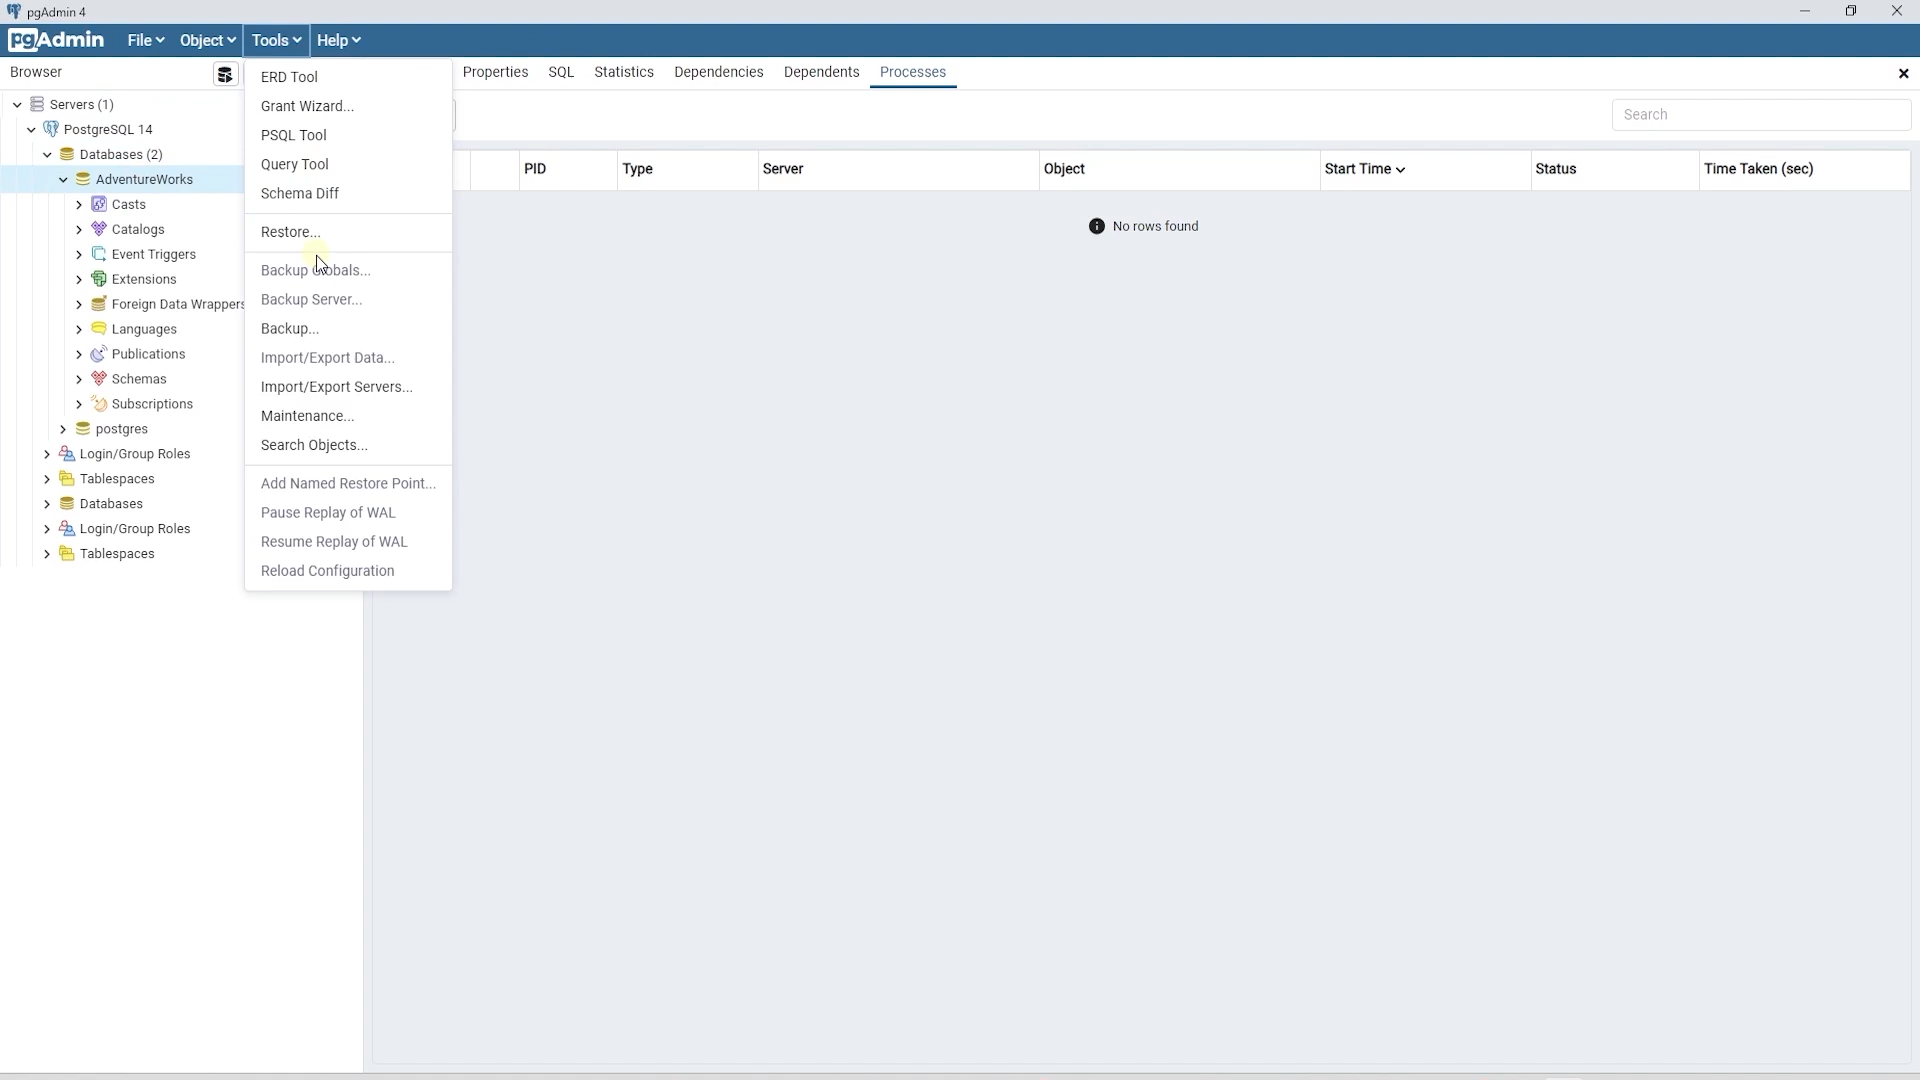 pgAdmin 4
pgAdmin File Object Tools Help
Browser
Properties SQL Statistics Dependencies Dependents Processes
Search
PID Type Server Object Start Time Status Time Taken (sec)
No rows found
Servers (1)
PostgreSQL 14
Databases (2)
AdventureWorks
Casts
Catalogs
Event Triggers
Extensions
Foreign Data Wrappers
Languages
Publications
Schemas
Subscriptions
postgres
Login/Group Roles
Tablespaces
Databases
Login/Group Roles
Tablespaces
ERD Tool
Grant Wizard...
PSQL Tool
Query Tool
Schema Diff
Restore...
Backup Globals...
Backup Server...
Backup...
Import/Export Data...
Import/Export Servers...
Maintenance...
Search Objects...
Add Named Restore Point...
Pause Replay of WAL
Resume Replay of WAL
Reload Configuration